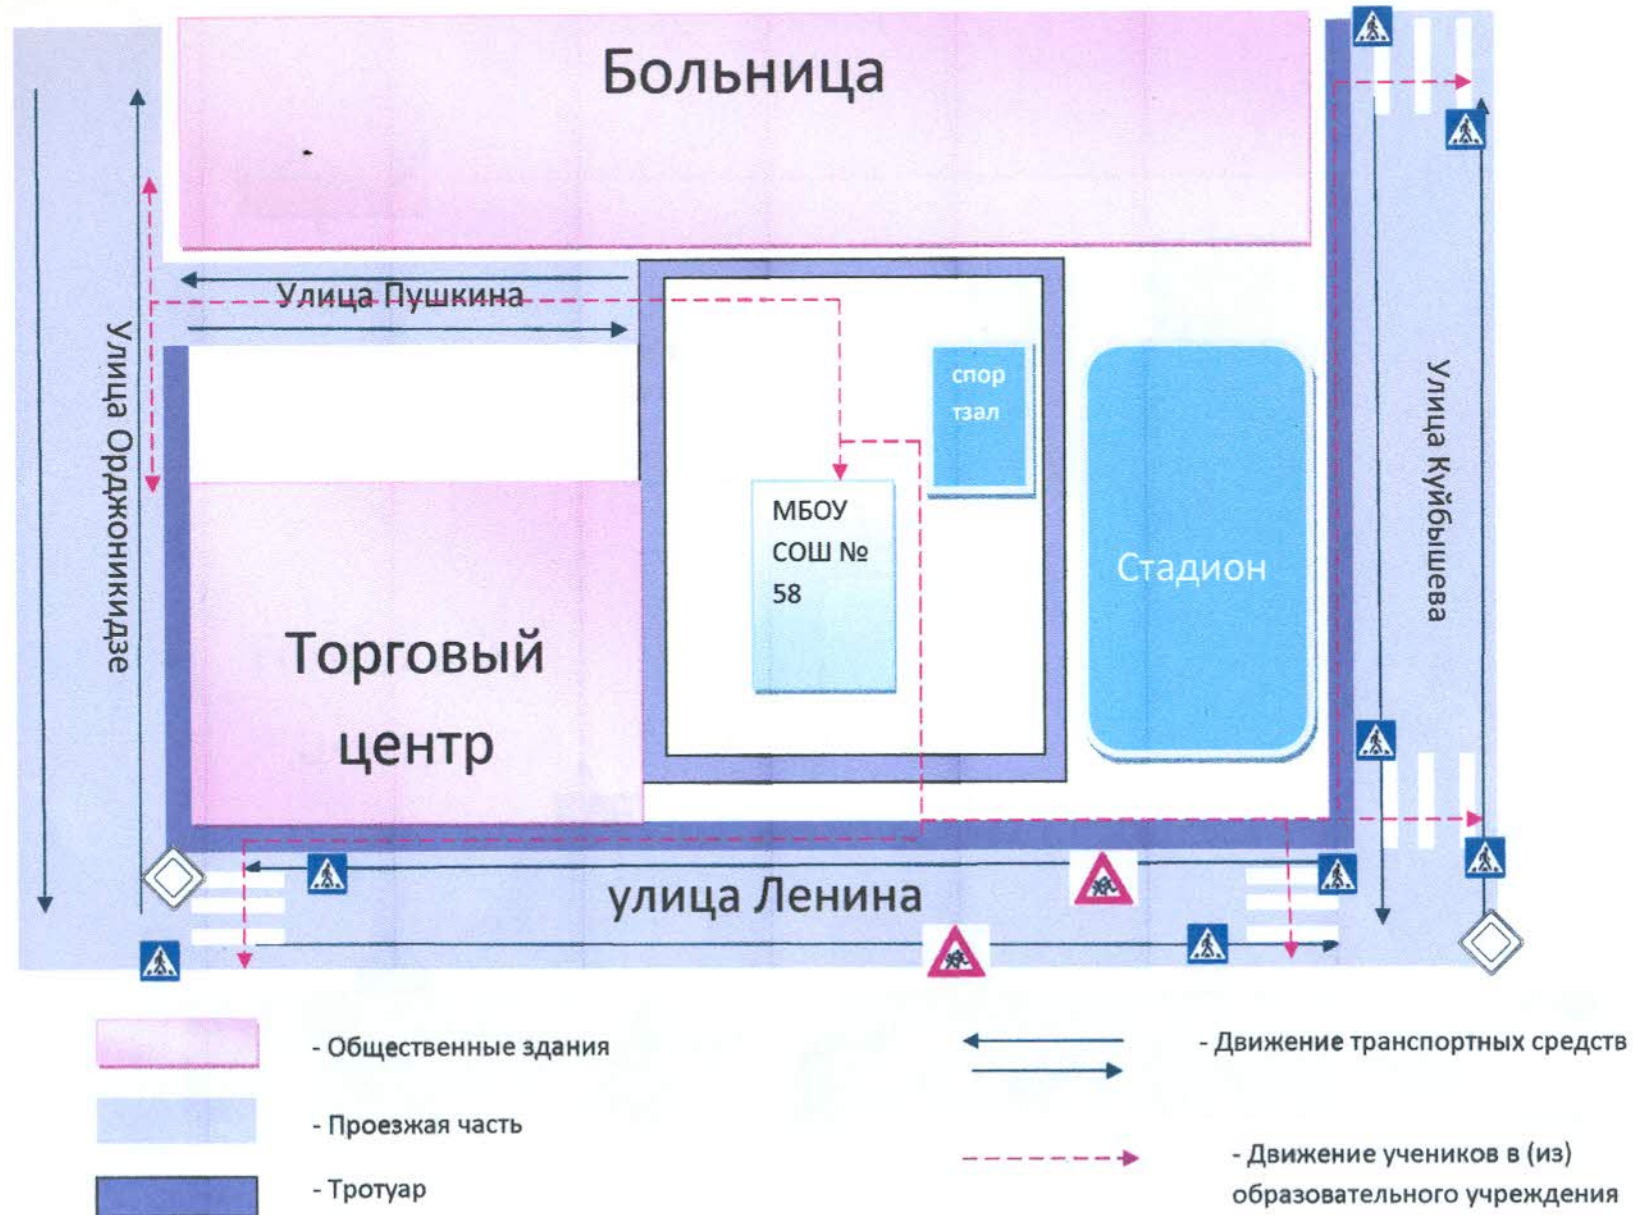 Больница
Улица Пушкина
Улица Орджоникидзе
спор
тзал
Улица Куйбышева
МБОУ
СОШ №
58
Стадион
Торговый
центр
улица Ленина
- Общественные здания
- Движение транспортных средств
- Проезжая часть
- Движение учеников в (из)
образовательного учреждения
- Тротуар